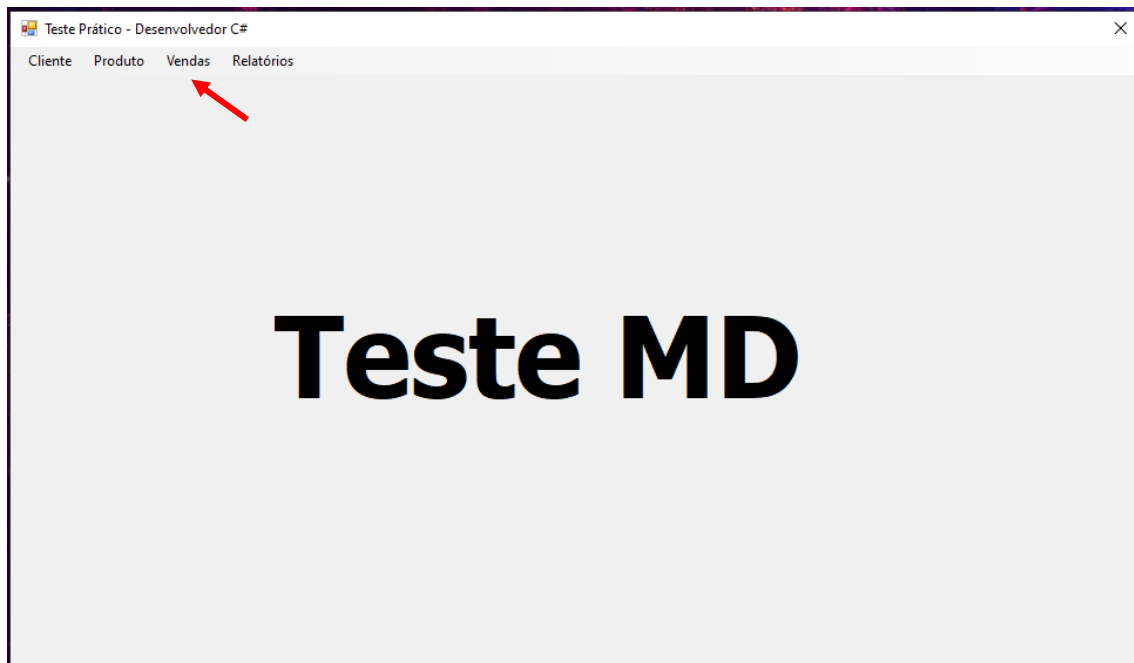 Teste Prático - Desenvolvedor C#
Cliente Produto Vendas Relatórios
Teste MD